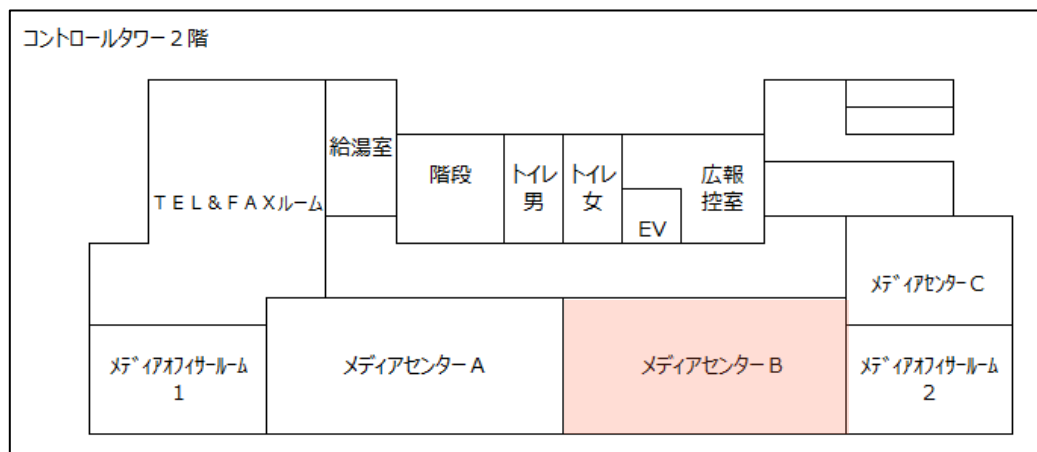 コントロールタワー２階
給湯室
階段
トイレ
男
トイレ
女
広報
控室
ＴＥＬ&ＦＡＸルーム
EV
ﾒﾃﾞｨｱｾﾝﾀｰＣ
ﾒﾃﾞｨｱｵﾌｨｻｰﾙｰﾑ
１
メディアセンターＡ
メディアセンターＢ
ﾒﾃﾞｨｱｵﾌｨｻｰﾙｰﾑ
２